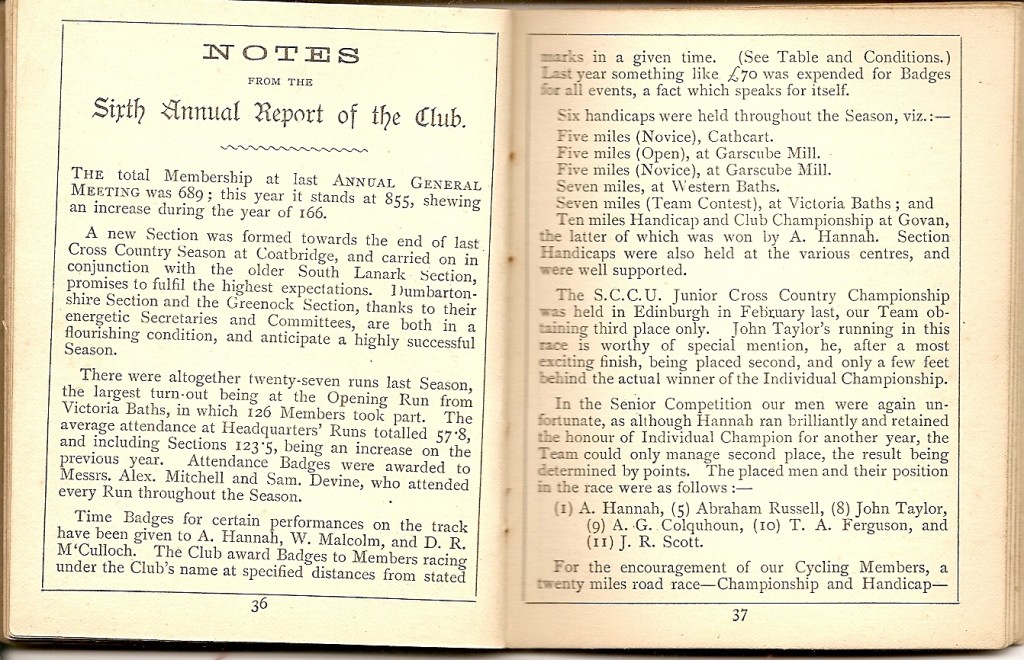 NOTES
FROM THE
Sixth Annual Report of the Club.
THE total Membership at last ANNUAL GENERAL
MEETING was 689; this year it stands at 855, shewing
an increase during the year of 166.
A new Section was formed towards the end of last
Cross Country Season at Coatbridge, and carried on in
conjunction with the older South Lanark Section,
promises to fulfil the highest expectations. Dumbarton-
shire Section and the Greenock Section, thanks to their
energetic Secretaries and Committees, are both in a
flourishing condition, and anticipate a highly successful
Season.
There were altogether twenty-seven runs last Season,
the largest turn-out being at the Opening Run from
Victoria Baths, in which 126 Members took part. The
average attendance at Headquarters' Runs totalled 57·8,
and including Sections 123·5, being an increase on the
previous year. Attendance Badges were awarded to
Messrs. Alex. Mitchell and Sam. Devine, who attended
every Run throughout the Season.
Time Badges for certain performances on the track
have been given to A. Hannah, W. Malcolm, and D. R.
M‘Culloch. The Club award Badges to Members racing
under the Club's name at specified distances from stated
36
marks in a given time. (See Table and Conditions.)
Last year something like £70 was expended for Badges
for all events, a fact which speaks for itself.
Six handicaps were held throughout the Season, viz.:—
Five miles (Novice), Cathcart.
Five miles (Open), at Garscube Mill.
Five miles (Novice), at Garscube Mill.
Seven miles, at Western Baths.
Seven miles (Team Contest), at Victoria Baths; and
Ten miles Handicap and Club Championship at Govan,
the latter of which was won by A. Hannah. Section
Handicaps were also held at the various centres, and
were well supported.
The S.C.C.U. Junior Cross Country Championship
was held in Edinburgh in February last, our Team ob-
taining third place only. John Taylor's running in this
race is worthy of special mention, he, after a most
exciting finish, being placed second, and only a few feet
behind the actual winner of the Individual Championship.
In the Senior Competition our men were again un-
fortunate, as although Hannah ran brilliantly and retained
the honour of Individual Champion for another year, the
Team could only manage second place, the result being
determined by points. The placed men and their position
in the race were as follows:—
(1) A. Hannah, (5) Abraham Russell, (8) John Taylor,
(9) A. G. Colquhoun, (10) T. A. Ferguson, and
(11) J. R. Scott.
For the encouragement of our Cycling Members, a
twenty miles road race—Championship and Handicap—
37